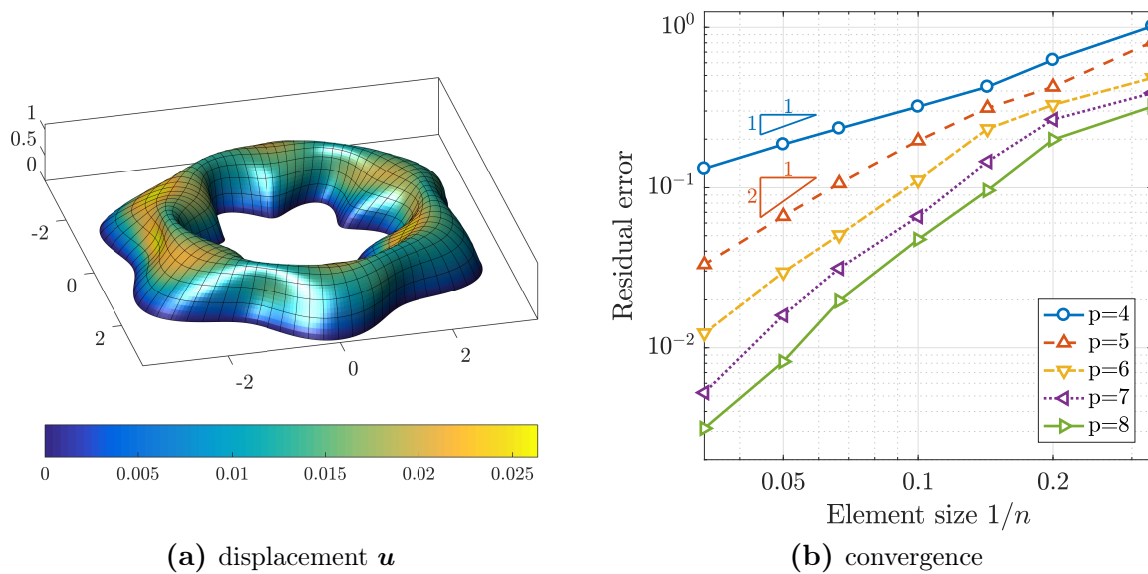 1
0.5
0
-2
0
2
-2
0
2
0
0.005
0.01
0.015
0.02
0.025
(a) displacement u
10^0
10^-1
10^-2
Residual error
1
1
1
2
p=4
p=5
p=6
p=7
p=8
0.05
0.1
0.2
Element size 1/n
(b) convergence